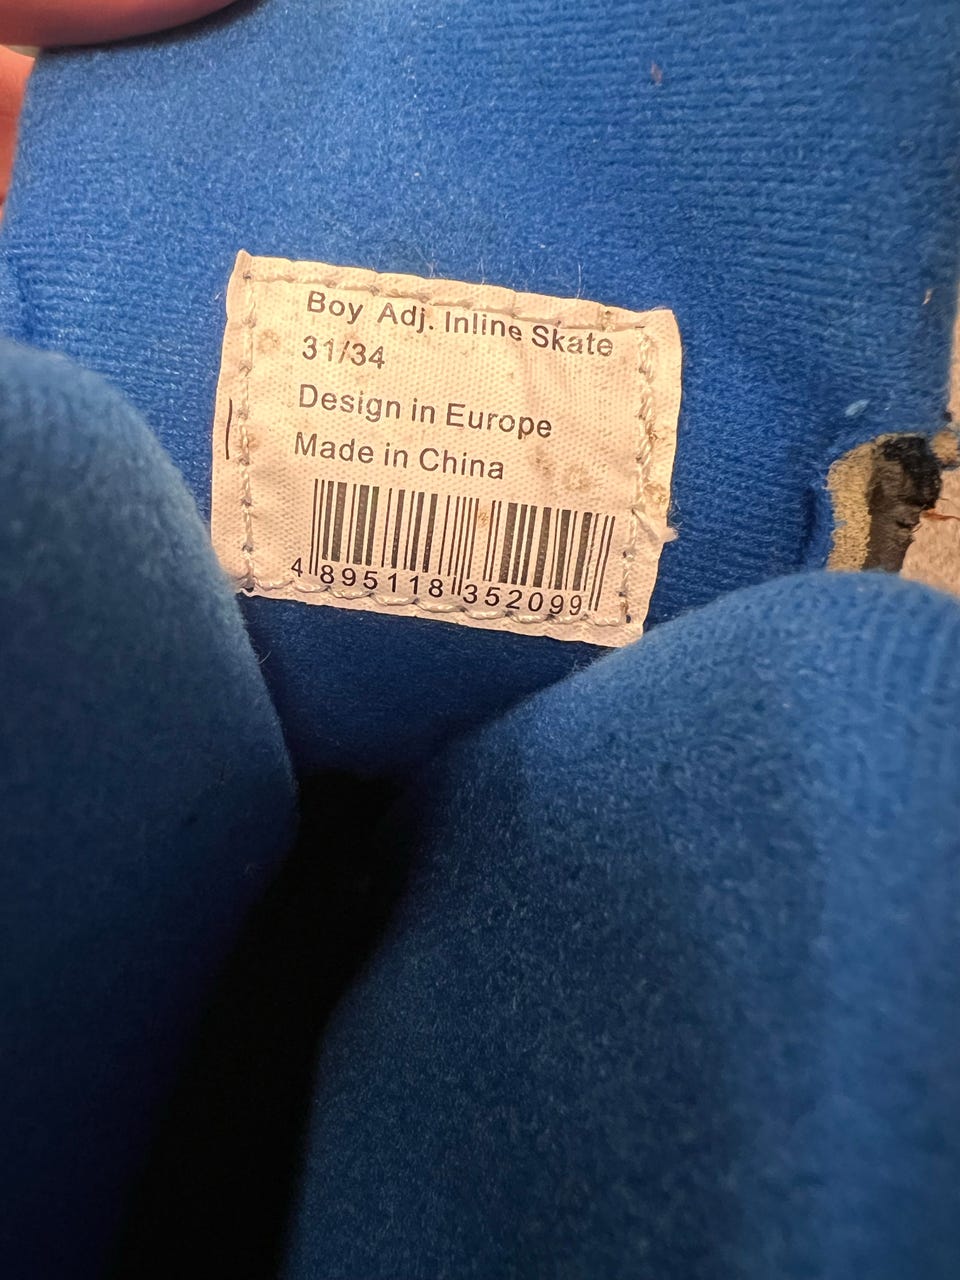 Boy Adj. Inline Skate
31/34
Design in Europe
Made in China
4 895118 352099